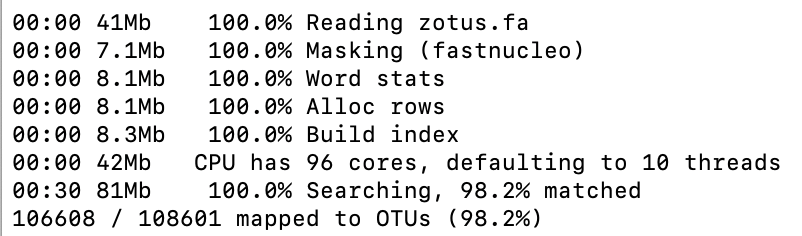 00:00 41Mb    100.0% Reading zotus.fa
00:00 7.1Mb   100.0% Masking (fastnucleo)
00:00 8.1Mb   100.0% Word stats
00:00 8.1Mb   100.0% Alloc rows
00:00 8.3Mb   100.0% Build index
00:00 42Mb   CPU has 96 cores, defaulting to 10 threads
00:30 81Mb    100.0% Searching, 98.2% matched
106608 / 108601 mapped to OTUs (98.2%)